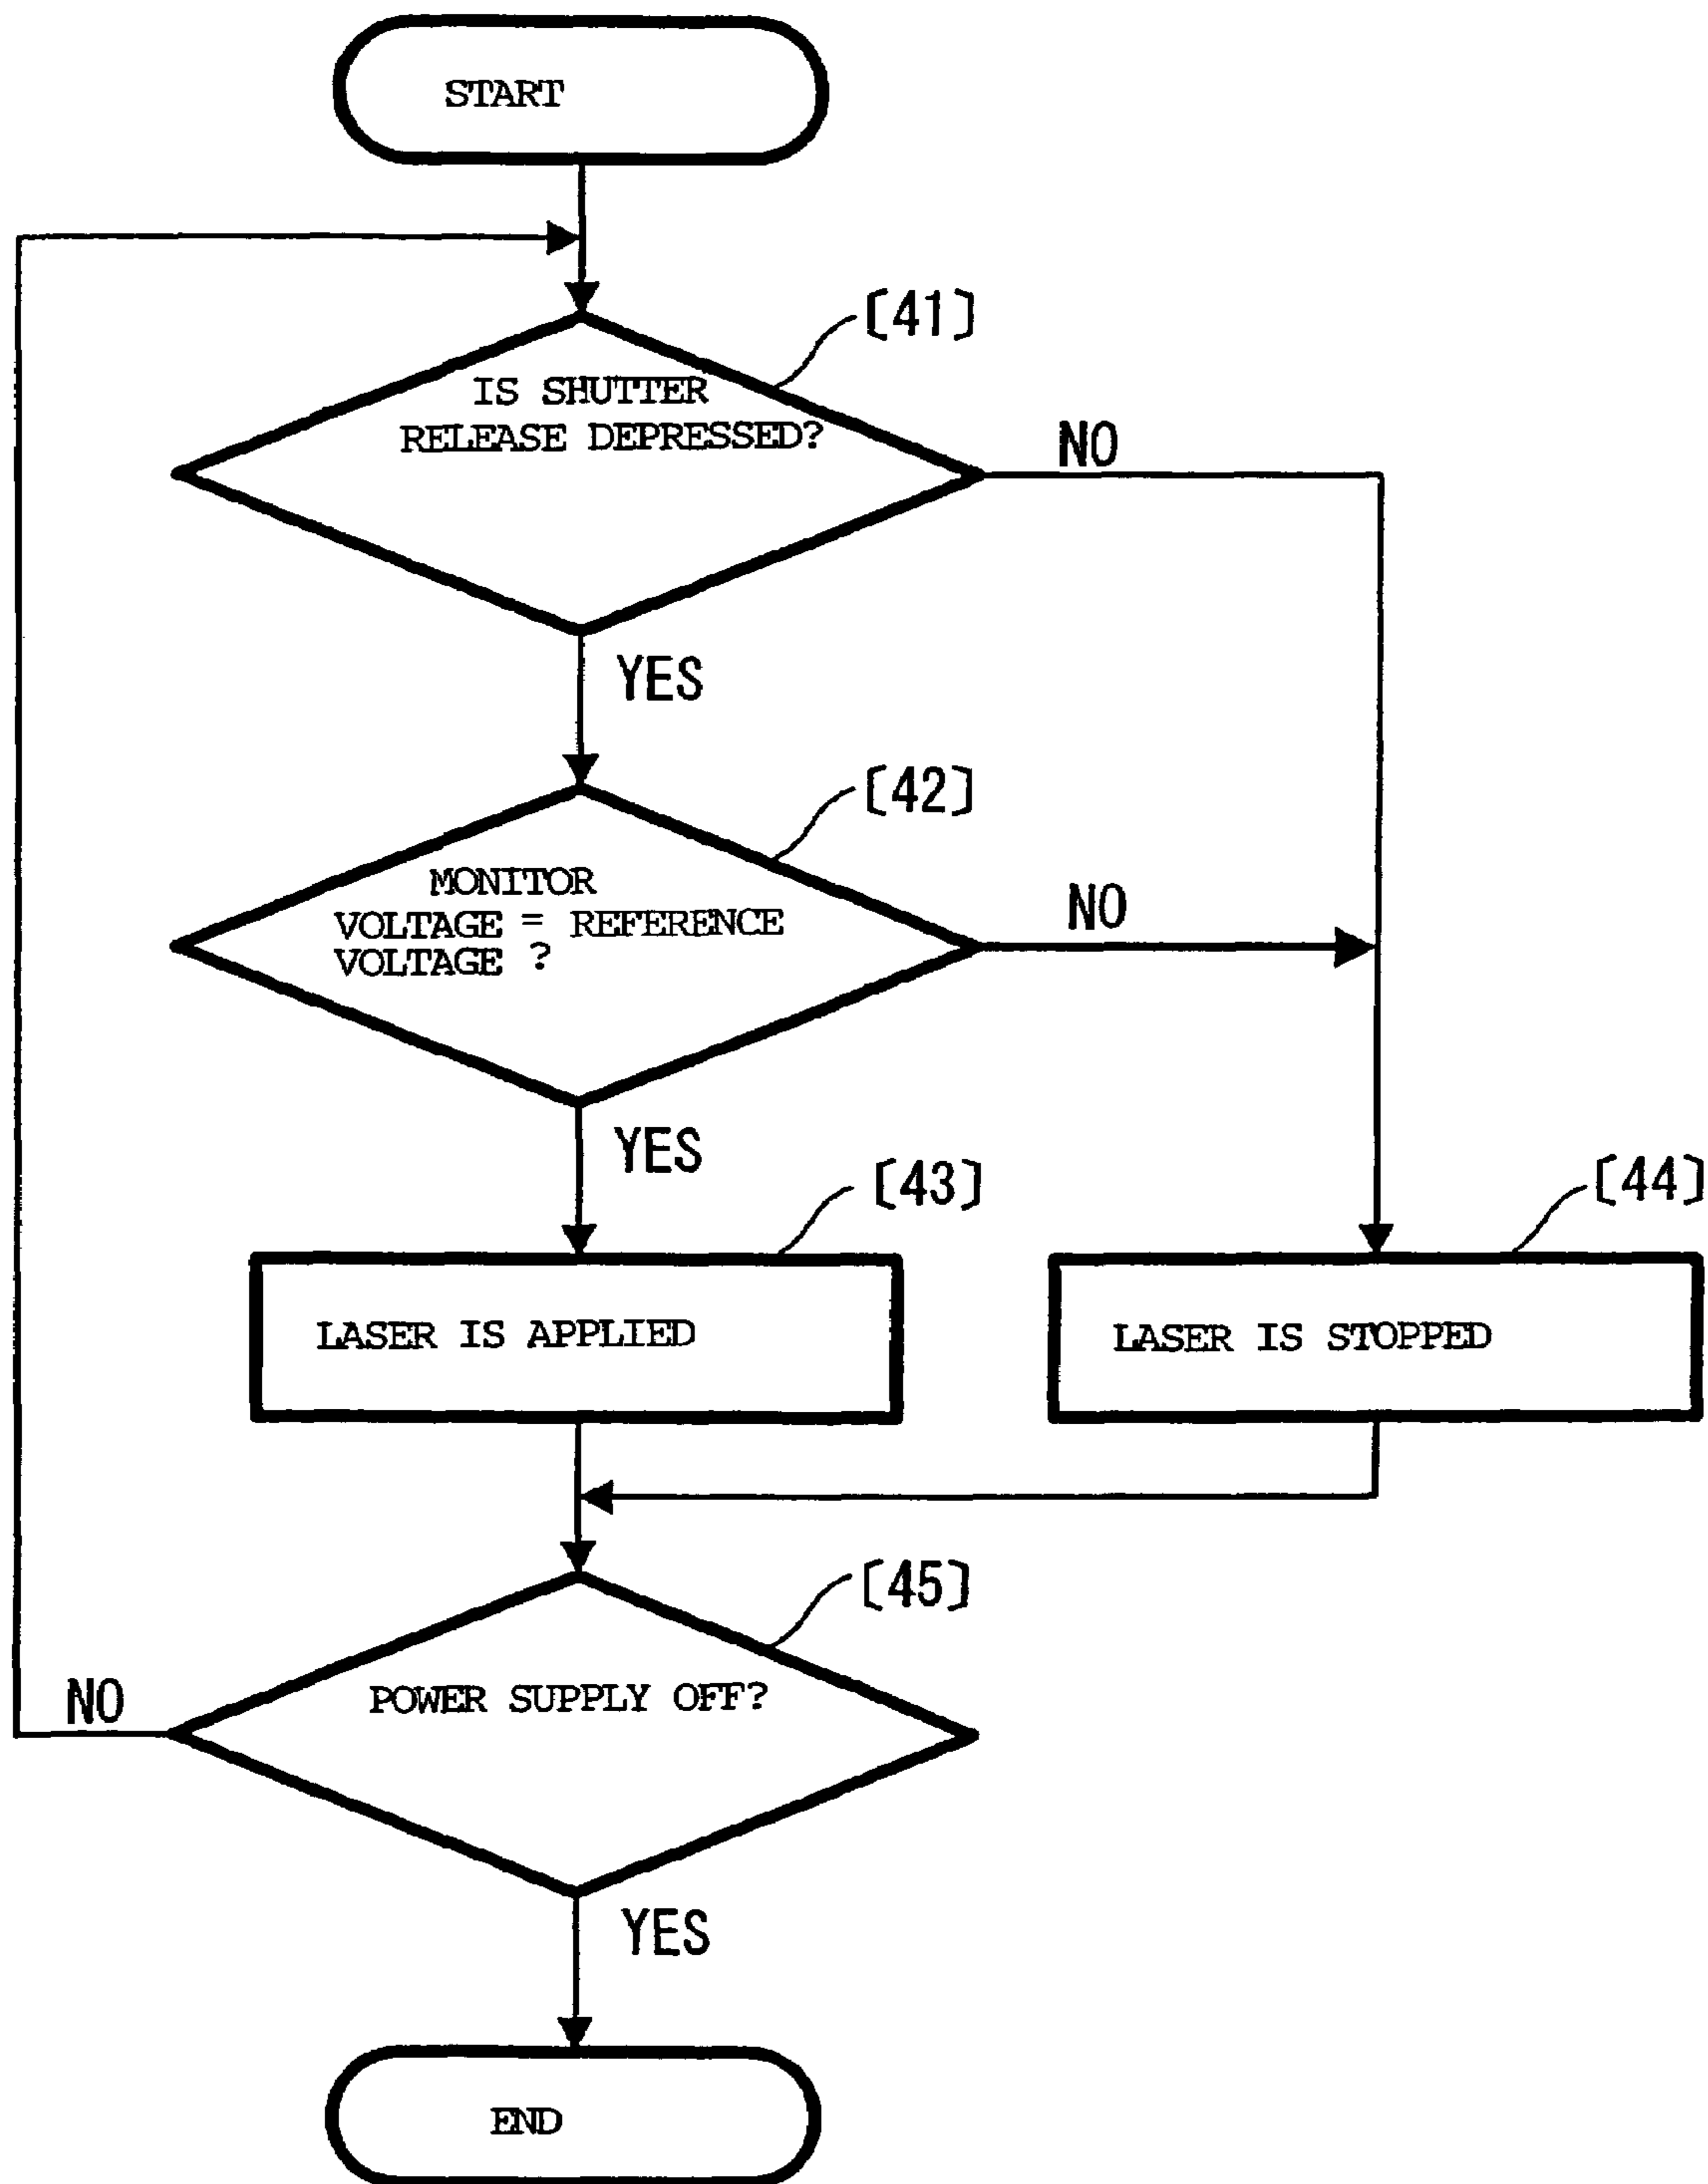 START
[41]
IS SHUTTER
RELEASE DEPRESSED?
NO
YES
[42]
MONITOR
VOLTAGE = REFERENCE
VOLTAGE ?
NO
YES
[43]
[44]
LASER IS APPLIED
LASER IS STOPPED
[45]
POWER SUPPLY OFF?
NO
YES
END